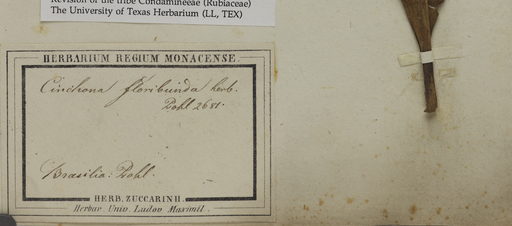 Revision of the tribe Condamineeae (Rubiaceae)
The University of Texas Herbarium (LL, TEX)
HERBARIUM REGIUM MONACENSE.
Cinchona floribunda herb.
Pohl 2681.
Brasilia: Pohl.
HERB. ZUCCARINII.
Herbar. Univ. Ludov. Maximil.